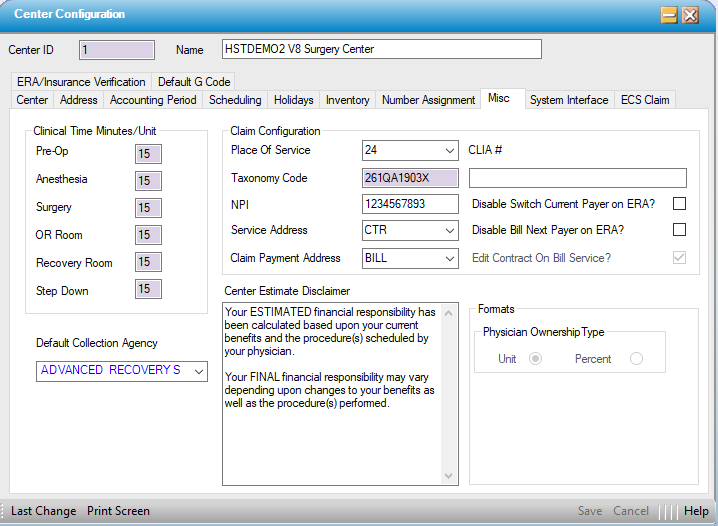 Center Configuration
Center ID 1 Name HSTDEMO2 V8 Surgery Center
ERA/Insurance Verification Default G Code
Center Address Accounting Period Scheduling Holidays Inventory Number Assignment Misc System Interface ECS Claim
Clinical Time Minutes/Unit
Pre-Op 15
Anesthesia 15
Surgery 15
OR Room 15
Recovery Room 15
Step Down 15
Default Collection Agency
ADVANCED RECOVERY S
Claim Configuration
Place Of Service 24 CLIA #
Taxonomy Code 261QA1903X
NPI 1234567893 Disable Switch Current Payer on ERA?
Service Address CTR Disable Bill Next Payer on ERA?
Claim Payment Address BILL Edit Contract On Bill Service?
Center Estimate Disclaimer
Your ESTIMATED financial responsibility has
been calculated based upon your current
benefits and the procedure(s) scheduled by
your physician.
Your FINAL financial responsibility may vary
depending upon changes to your benefits as
well as the procedure(s) performed.
Formats
Physician Ownership Type
Unit Percent
Last Change Print Screen Save Cancel Help